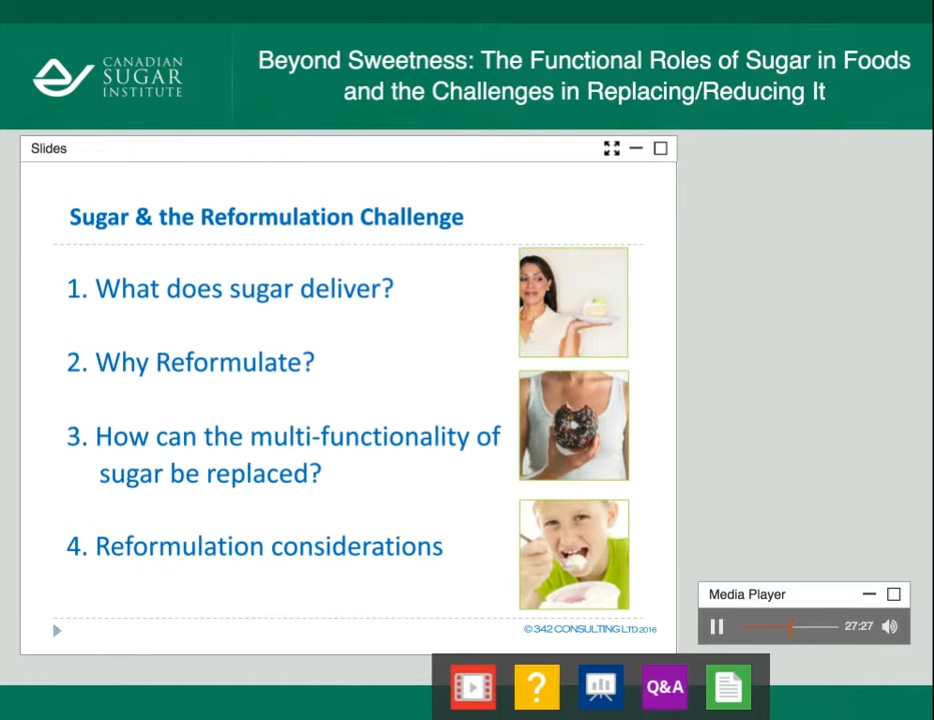 CANADIAN
SUGAR
INSTITUTE
Beyond Sweetness: The Functional Roles of Sugar in Foods
and the Challenges in Replacing/Reducing It
Slides
Sugar & the Reformulation Challenge
1. What does sugar deliver?
2. Why Reformulate?
3. How can the multi-functionality of
sugar be replaced?
4. Reformulation considerations
© 342 CONSULTING LTD 2016
Media Player
27:27
?
Q&A